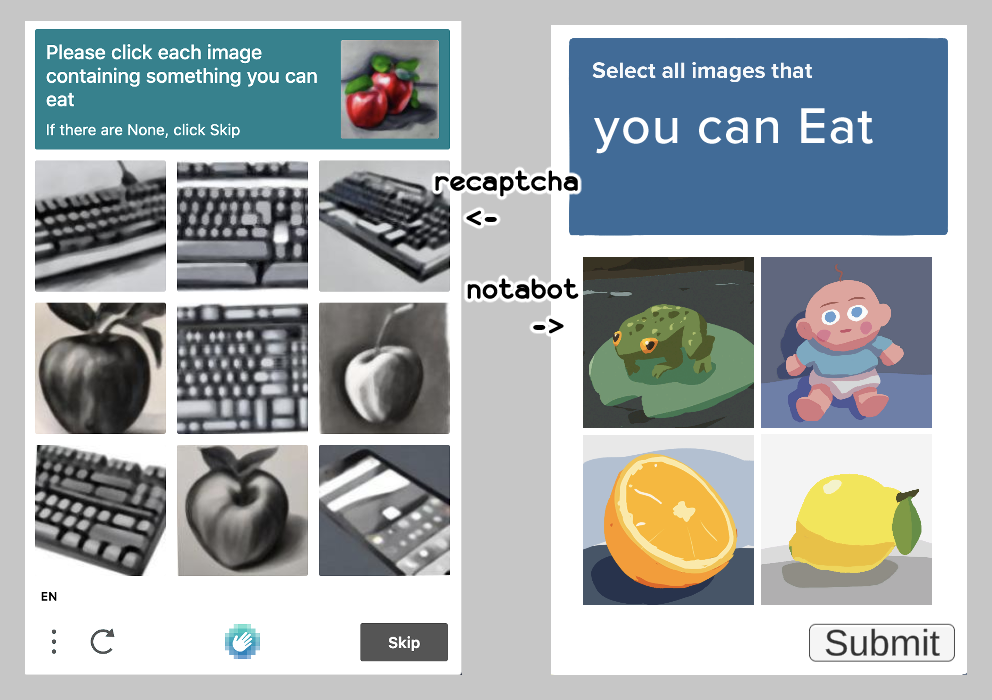 Please click each image
containing something you can
eat
If there are None, click Skip
EN
Skip
recaptcha
<-
notabot
->
Select all images that
you can Eat
Submit